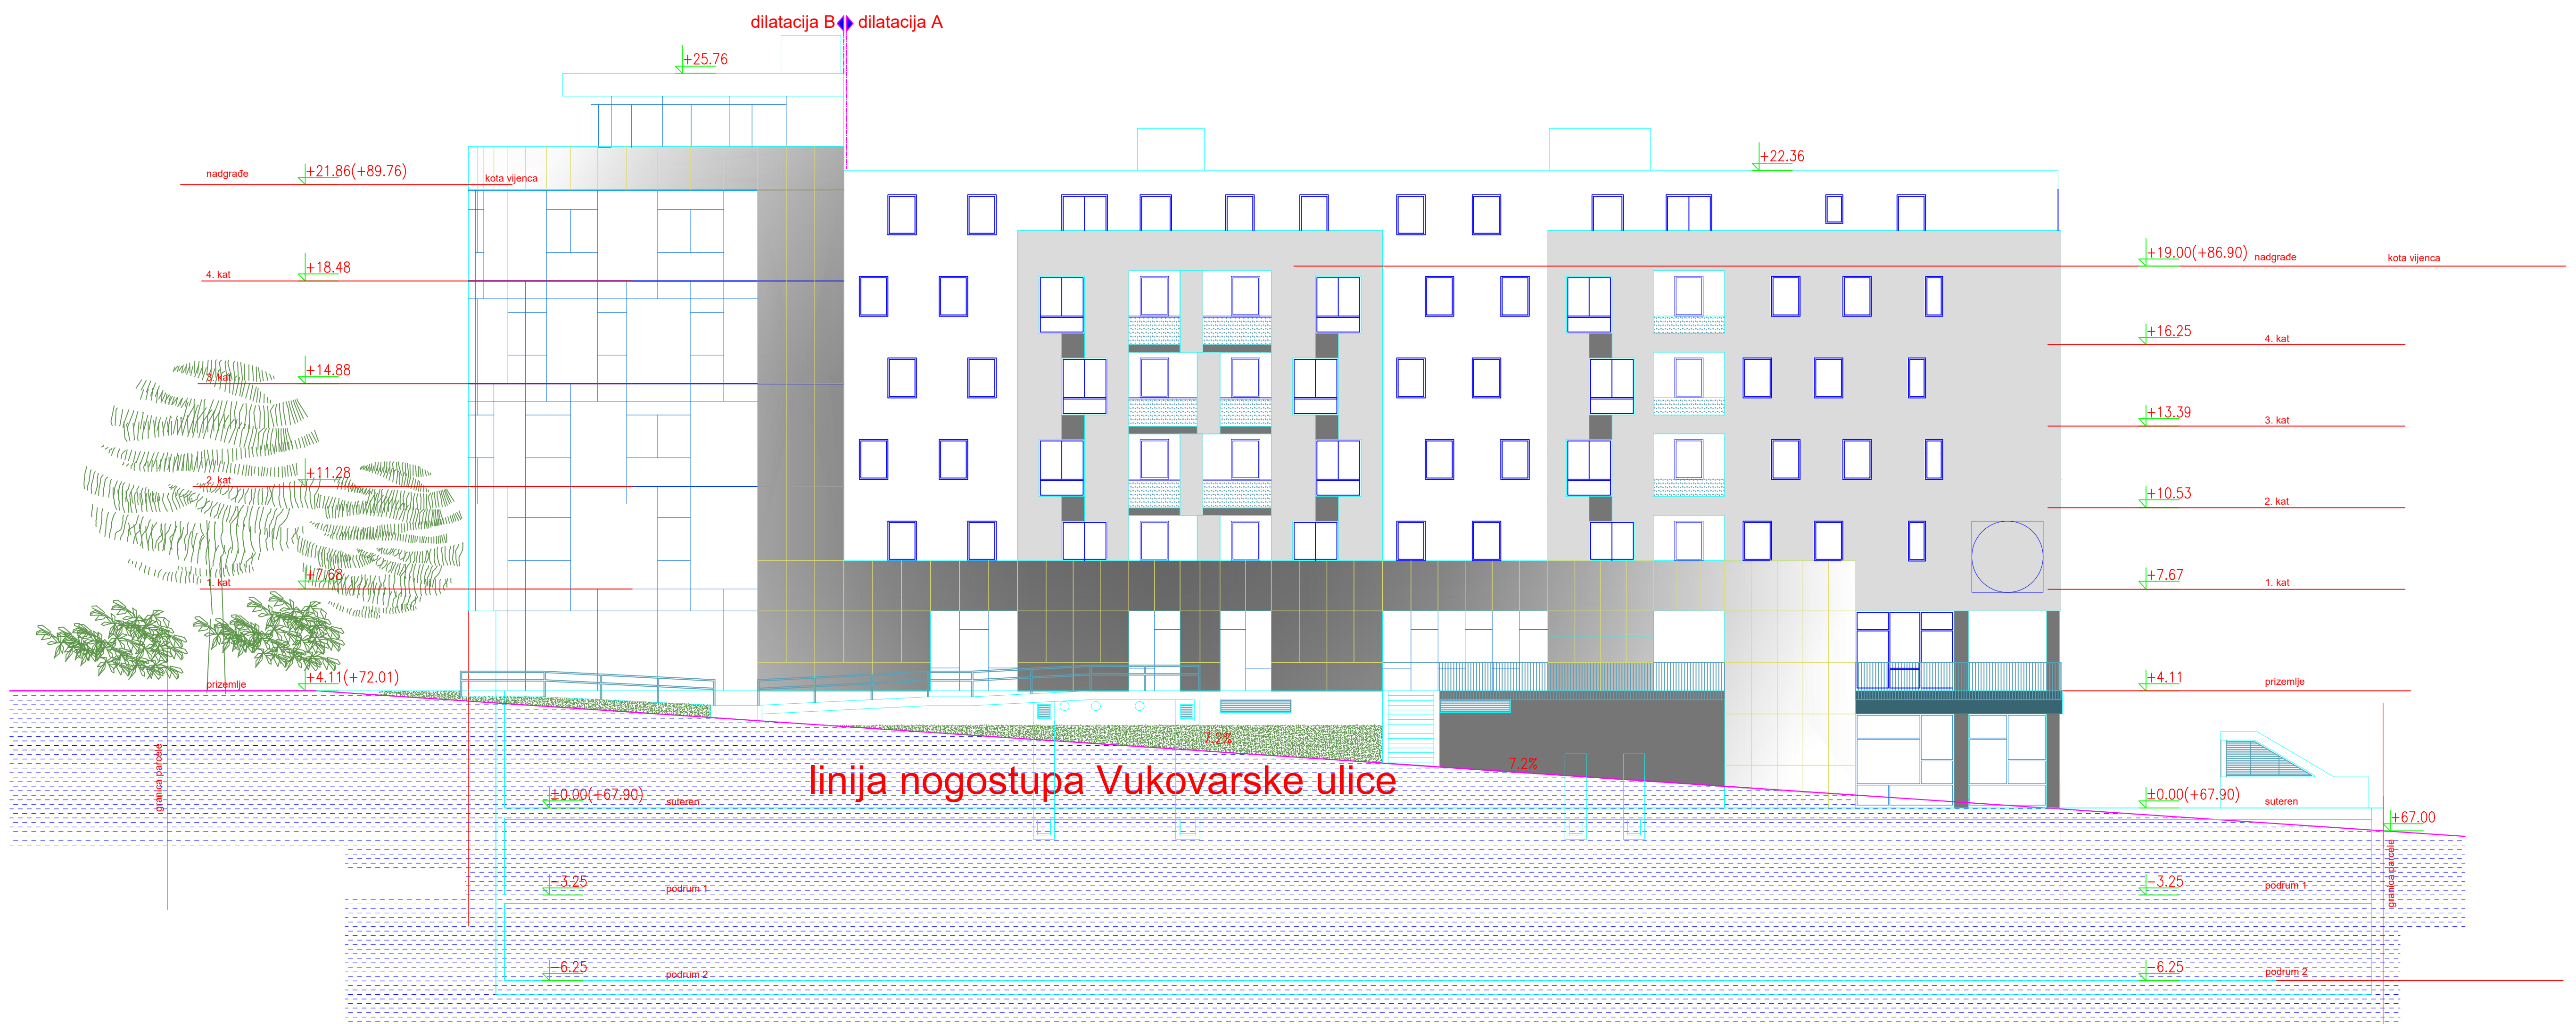 dilatacija B dilatacija A
+25.76
+22.36
nadgrađe +21.86(+89.76) kota vijenca
+19.00(+86.90) nadgrađe kota vijenca
4. kat +18.48
+16.25 4. kat
3. kat +14.88
+13.39 3. kat
2. kat +11.28
+10.53 2. kat
1. kat +7.68
+7.67 1. kat
prizemlje +4.11(+72.01)
+4.11 prizemlje
7.2%
7.2%
linija nogostupa Vukovarske ulice
granica parcele
±0.00(+67.90) suteren
±0.00(+67.90) suteren
+67.00
granica parcele
-3.25 podrum 1
-3.25 podrum 1
-6.25 podrum 2
-6.25 podrum 2